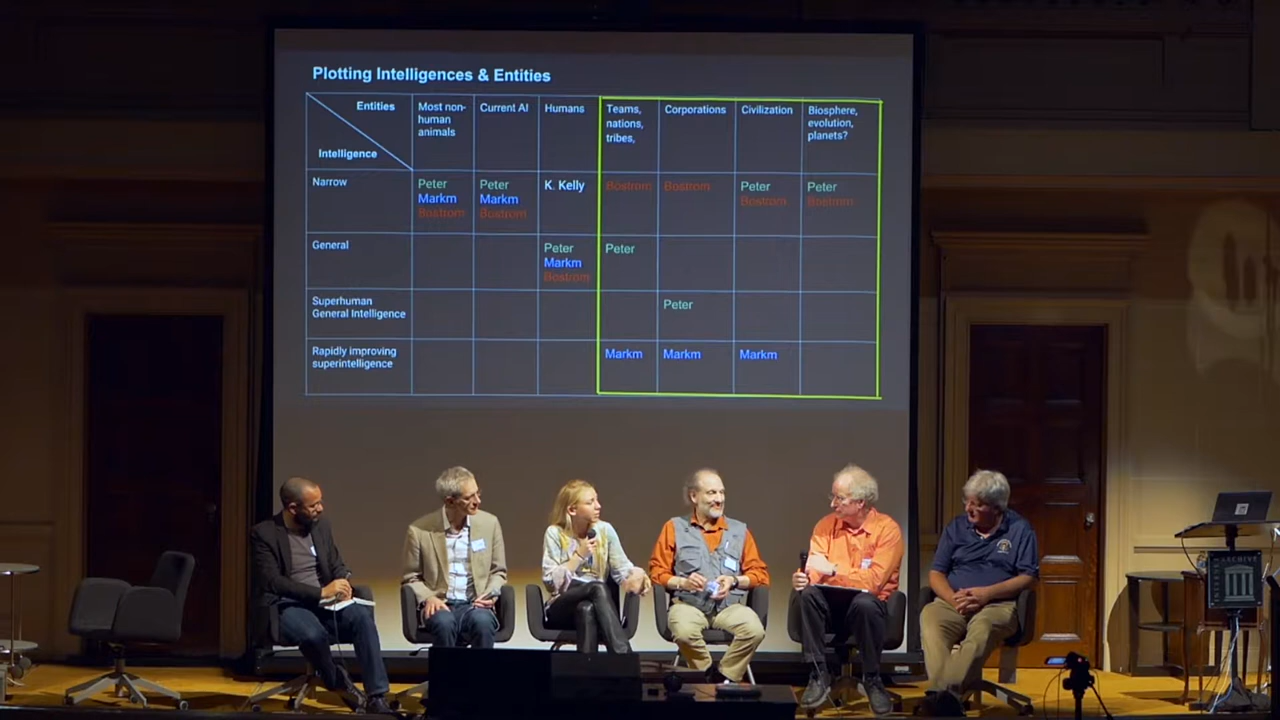 Plotting Intelligences & Entities
Entities
Intelligence
Most non-
human
animals
Current AI
Humans
Teams,
nations,
tribes,
Corporations
Civilization
Biosphere,
evolution,
planets?
Narrow
Peter
Markm
Bostrom
Peter
Markm
Bostrom
K. Kelly
Bostrom
Bostrom
Peter
Bostrom
Peter
Bostrom
General
Peter
Markm
Bostrom
Peter
Superhuman
General Intelligence
Peter
Rapidly improving
superintelligence
Markm
Markm
Markm
INTERNET
ARCHIVE